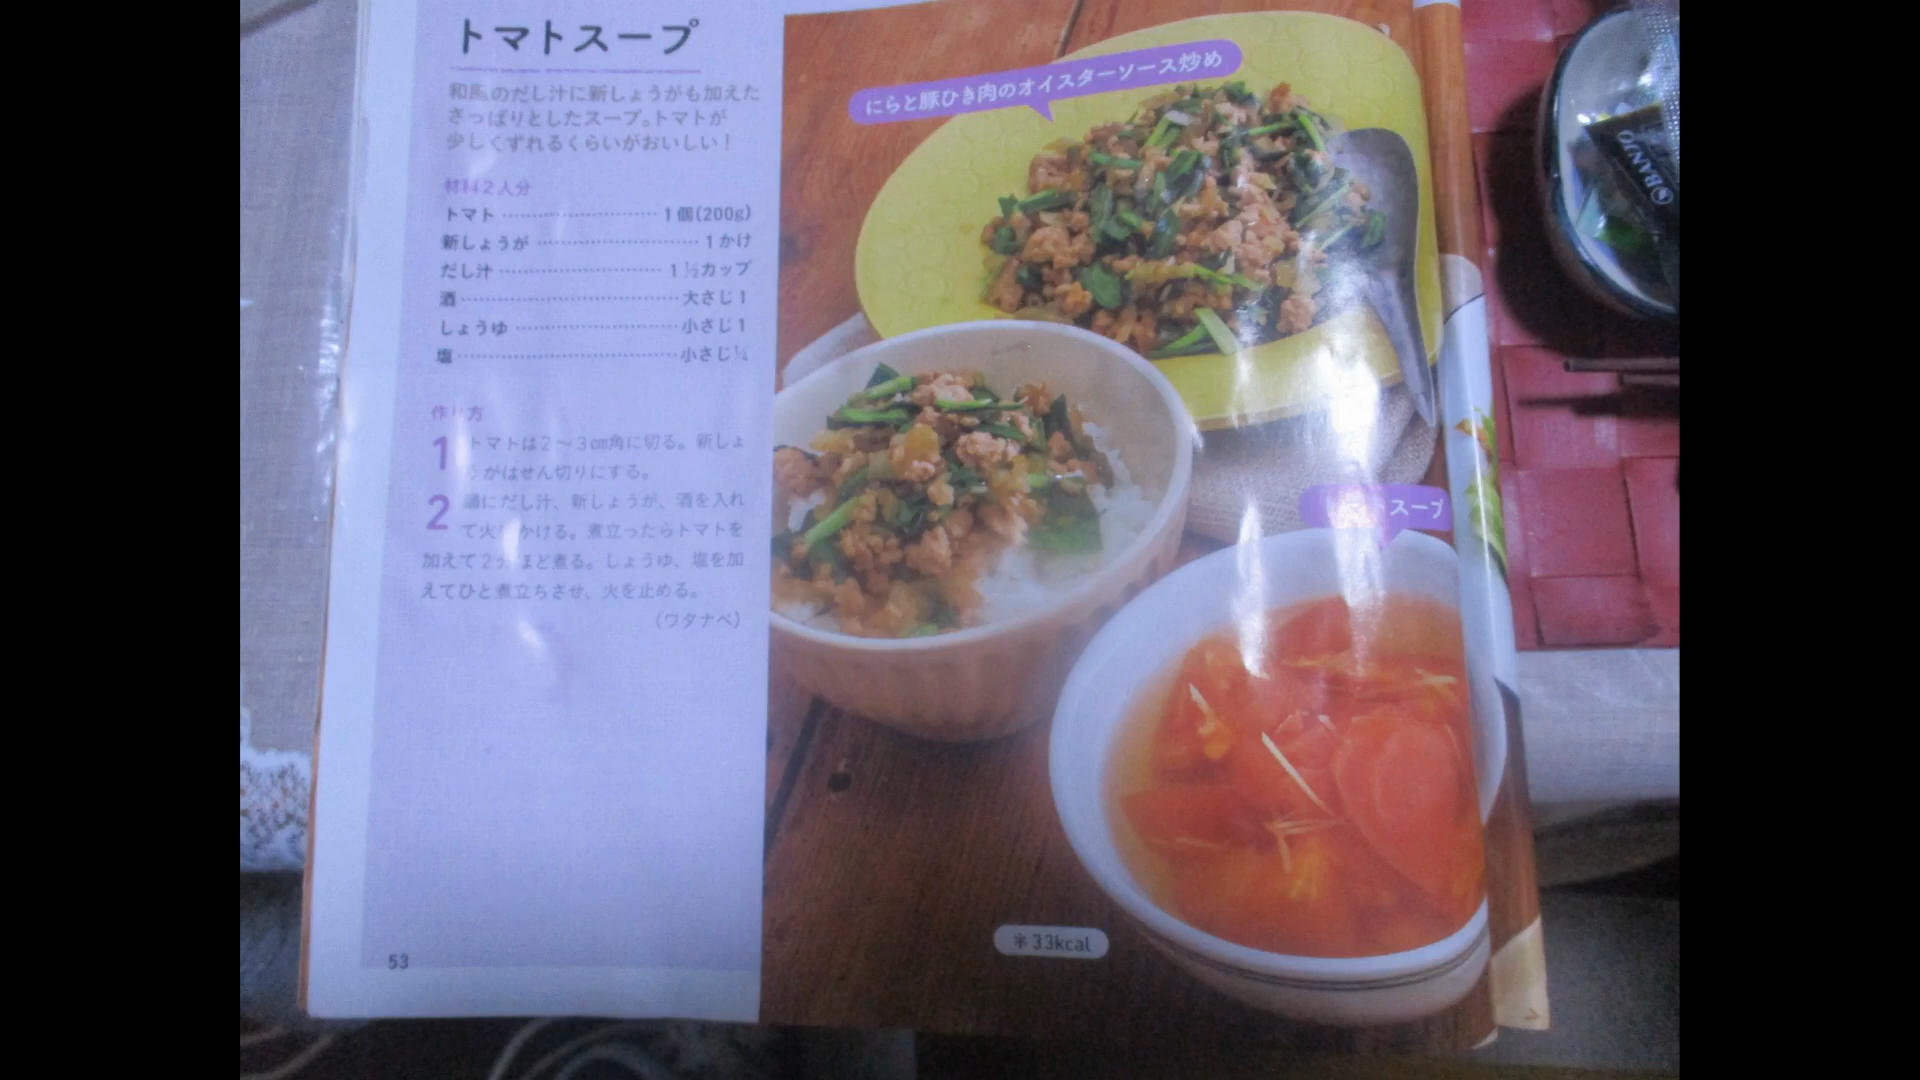 トマトスープ
和風のだし汁に新しょうがも加えた
さっぱりとしたスープ。トマトが
少しくずれるくらいがおいしい！
材料2人分
トマト……………………1個(200g)
新しょうが……………………1かけ
だし汁……………………1½カップ
酒……………………大さじ1
しょうゆ……………………小さじ1
塩……………………小さじ¼
作り方
1 トマトは2〜3cm角に切る。新しょ
うがはせん切りにする。
2 鍋にだし汁、新しょうが、酒を入れ
て火にかける。煮立ったらトマトを
加えて2分ほど煮る。しょうゆ、塩を加
えてひと煮立ちさせ、火を止める。
（ワタナベ）
53
にらと豚ひき肉のオイスターソース炒め
トマトスープ
＊33kcal
BANJO